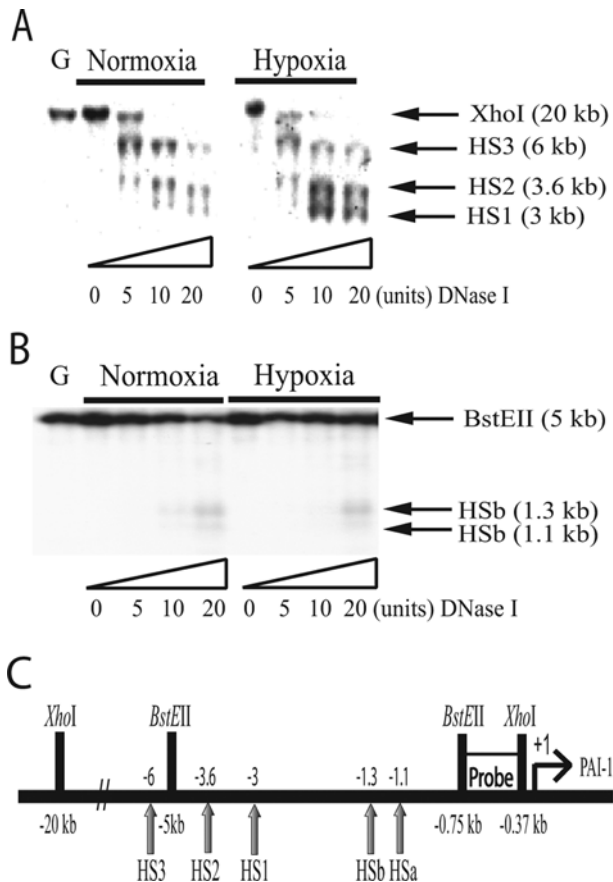 A
G Normoxia Hypoxia
XhoI (20 kb)
HS3 (6 kb)
HS2 (3.6 kb)
HS1 (3 kb)
0 5 10 20 0 5 10 20 (units) DNase I
B
G Normoxia Hypoxia
BstEII (5 kb)
HSb (1.3 kb)
HSb (1.1 kb)
0 5 10 20 0 5 10 20 (units) DNase I
C
XhoI BstEII BstEII XhoI
-6 -3.6 -3 -1.3 -1.1 Probe +1 PAI-1
-20 kb // -5kb -0.75 kb -0.37 kb
HS3 HS2 HS1 HSb HSa